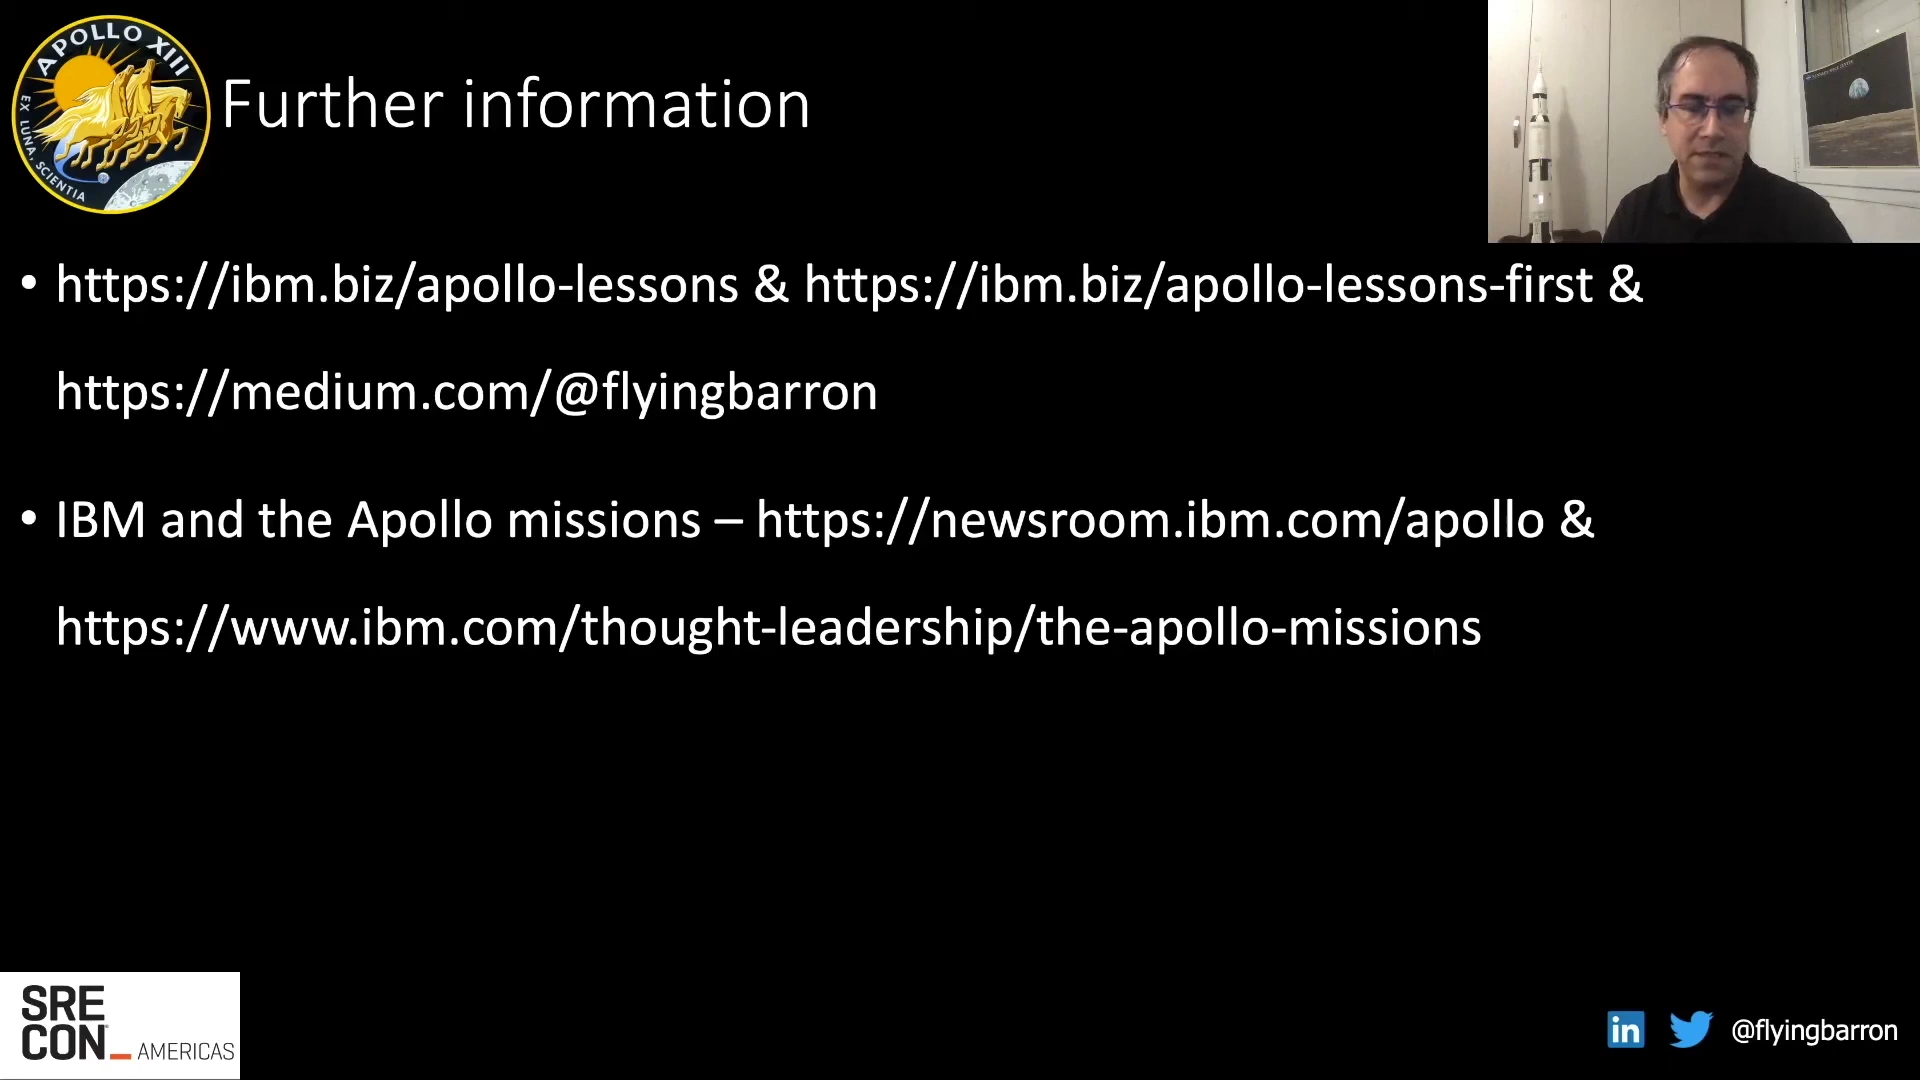 APOLLO XIII
EX LUNA, SCIENTIA
Further information
• https://ibm.biz/apollo-lessons & https://ibm.biz/apollo-lessons-first &
https://medium.com/@flyingbarron
• IBM and the Apollo missions – https://newsroom.ibm.com/apollo &
https://www.ibm.com/thought-leadership/the-apollo-missions
SRE
CON
AMERICAS
in
@flyingbarron